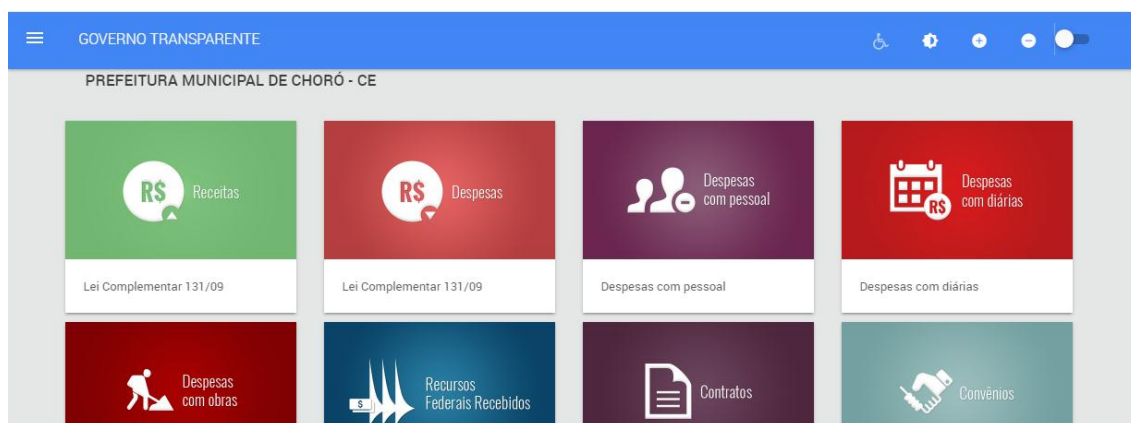 GOVERNO TRANSPARENTE
PREFEITURA MUNICIPAL DE CHORÓ - CE
R$ Receitas
R$ Despesas
Despesas
com pessoal
R$
Despesas
com diárias
Lei Complementar 131/09
Lei Complementar 131/09
Despesas com pessoal
Despesas com diárias
Despesas
com obras
$
Recursos
Federais Recebidos
Contratos
Convênios